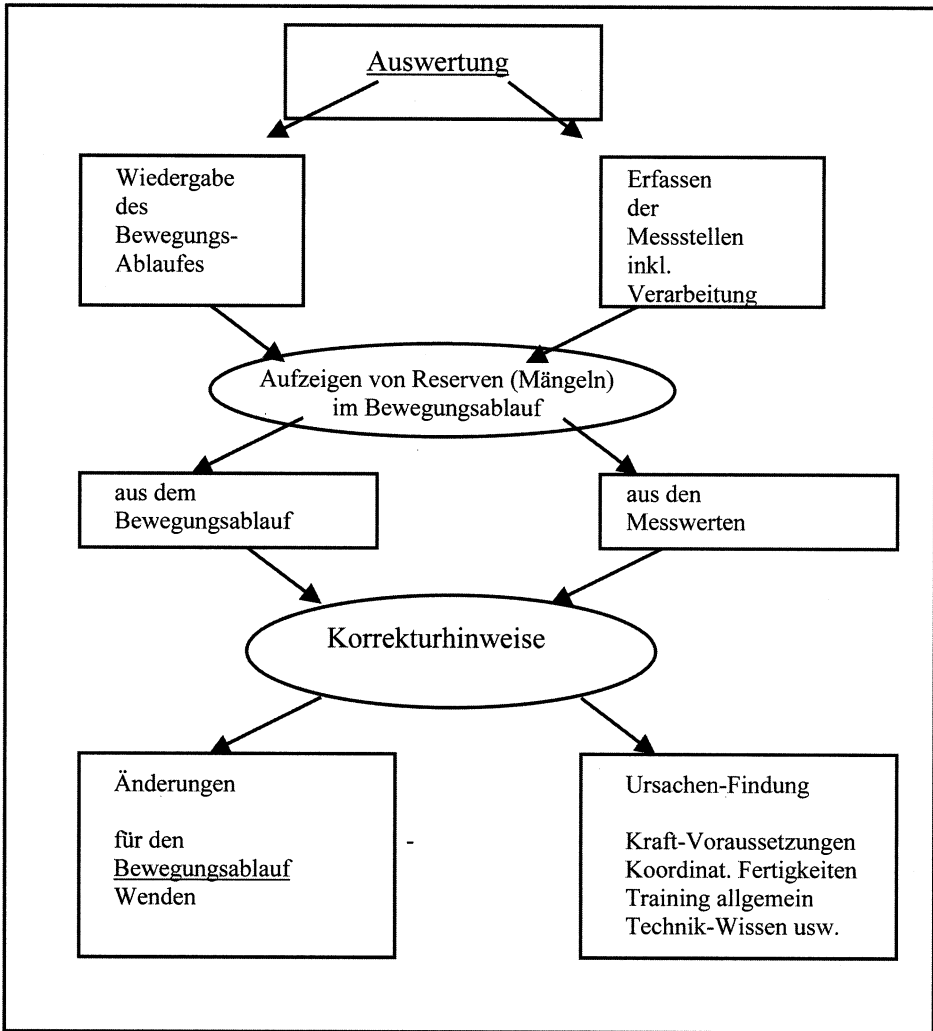 Auswertung
Wiedergabe
des
Bewegungs-
Ablaufes
Erfassen
der
Messstellen
inkl.
Verarbeitung
Aufzeigen von Reserven (Mängeln)
im Bewegungsablauf
aus dem
Bewegungsablauf
aus den
Messwerten
Korrekturhinweise
Änderungen
für den
Bewegungsablauf
Wenden
-
Ursachen-Findung
Kraft-Voraussetzungen
Koordinat. Fertigkeiten
Training allgemein
Technik-Wissen usw.